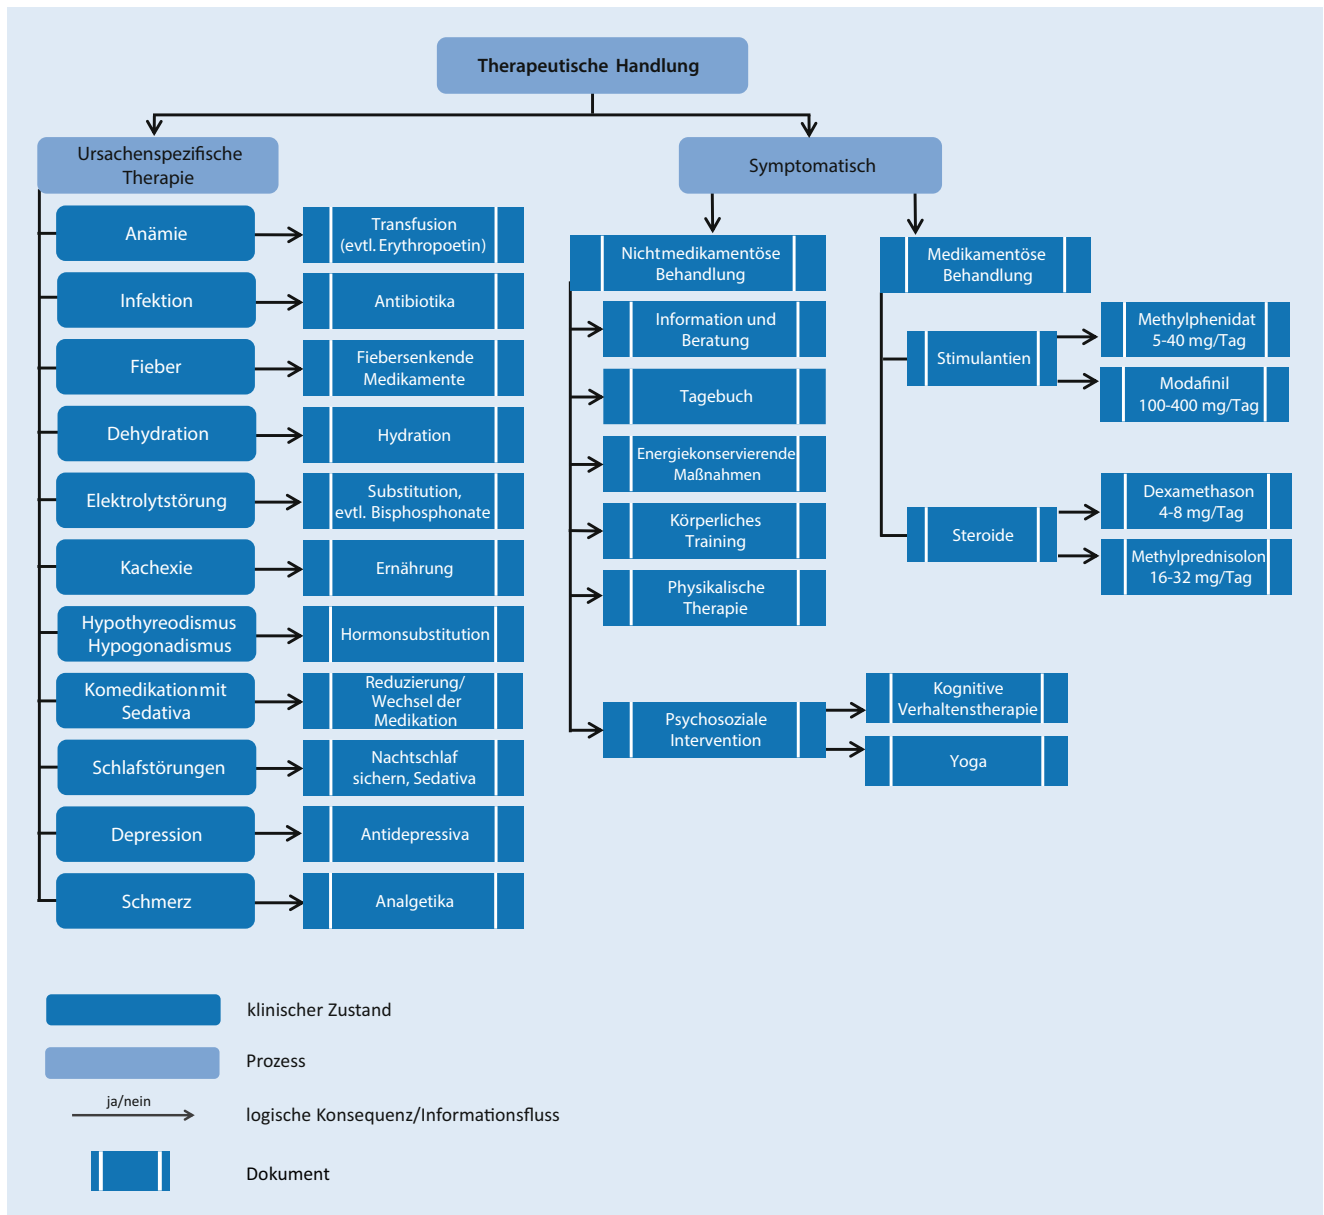 Therapeutische Handlung
Ursachenspezifische
Therapie
Symptomatisch
Anämie
Transfusion
(evtl. Erythropoetin)
Infektion
Antibiotika
Fieber
Fiebersenkende
Medikamente
Dehydration
Hydration
Elektrolytstörung
Substitution,
evtl. Bisphosphonate
Kachexie
Ernährung
Hypothyreodismus
Hypogonadismus
Hormonsubstitution
Komedikation mit
Sedativa
Reduzierung/
Wechsel der
Medikation
Schlafstörungen
Nachtschlaf
sichern, Sedativa
Depression
Antidepressiva
Schmerz
Analgetika
Nichtmedikamentöse
Behandlung
Information und
Beratung
Tagebuch
Energiekonservierende
Maßnahmen
Körperliches
Training
Physikalische
Therapie
Psychosoziale
Intervention
Kognitive
Verhaltenstherapie
Yoga
Medikamentöse
Behandlung
Stimulantien
Methylphenidat
5-40 mg/Tag
Modafinil
100-400 mg/Tag
Steroide
Dexamethason
4-8 mg/Tag
Methylprednisolon
16-32 mg/Tag
klinischer Zustand
Prozess
ja/nein
logische Konsequenz/Informationsfluss
Dokument